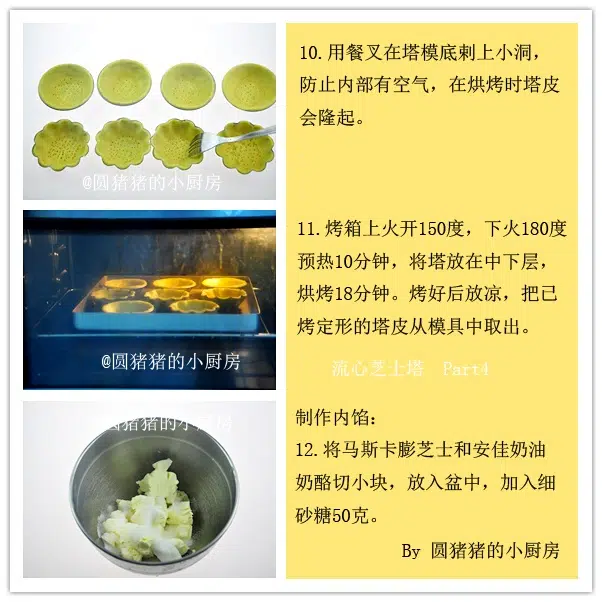 10.用餐叉在塔模底剌上小洞，
防止内部有空气，在烘烤时塔皮
会隆起。
@圆猪猪的小厨房
11.烤箱上火开150度，下火180度
预热10分钟，将塔放在中下层，
烘烤18分钟。烤好后放凉，把已
烤定形的塔皮从模具中取出。
@圆猪猪的小厨房
流心芝士塔 Part4
@圆猪猪的小厨房
制作内馅：
12.将马斯卡膨芝士和安佳奶油
奶酪切小块，放入盆中，加入细
砂糖50克。
By 圆猪猪的小厨房